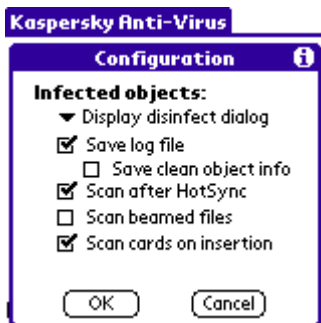 Kaspersky Anti-Virus
Configuration i
Infected objects:
Display disinfect dialog
Save log file
Save clean object info
Scan after HotSync
Scan beamed files
Scan cards on insertion
OK Cancel